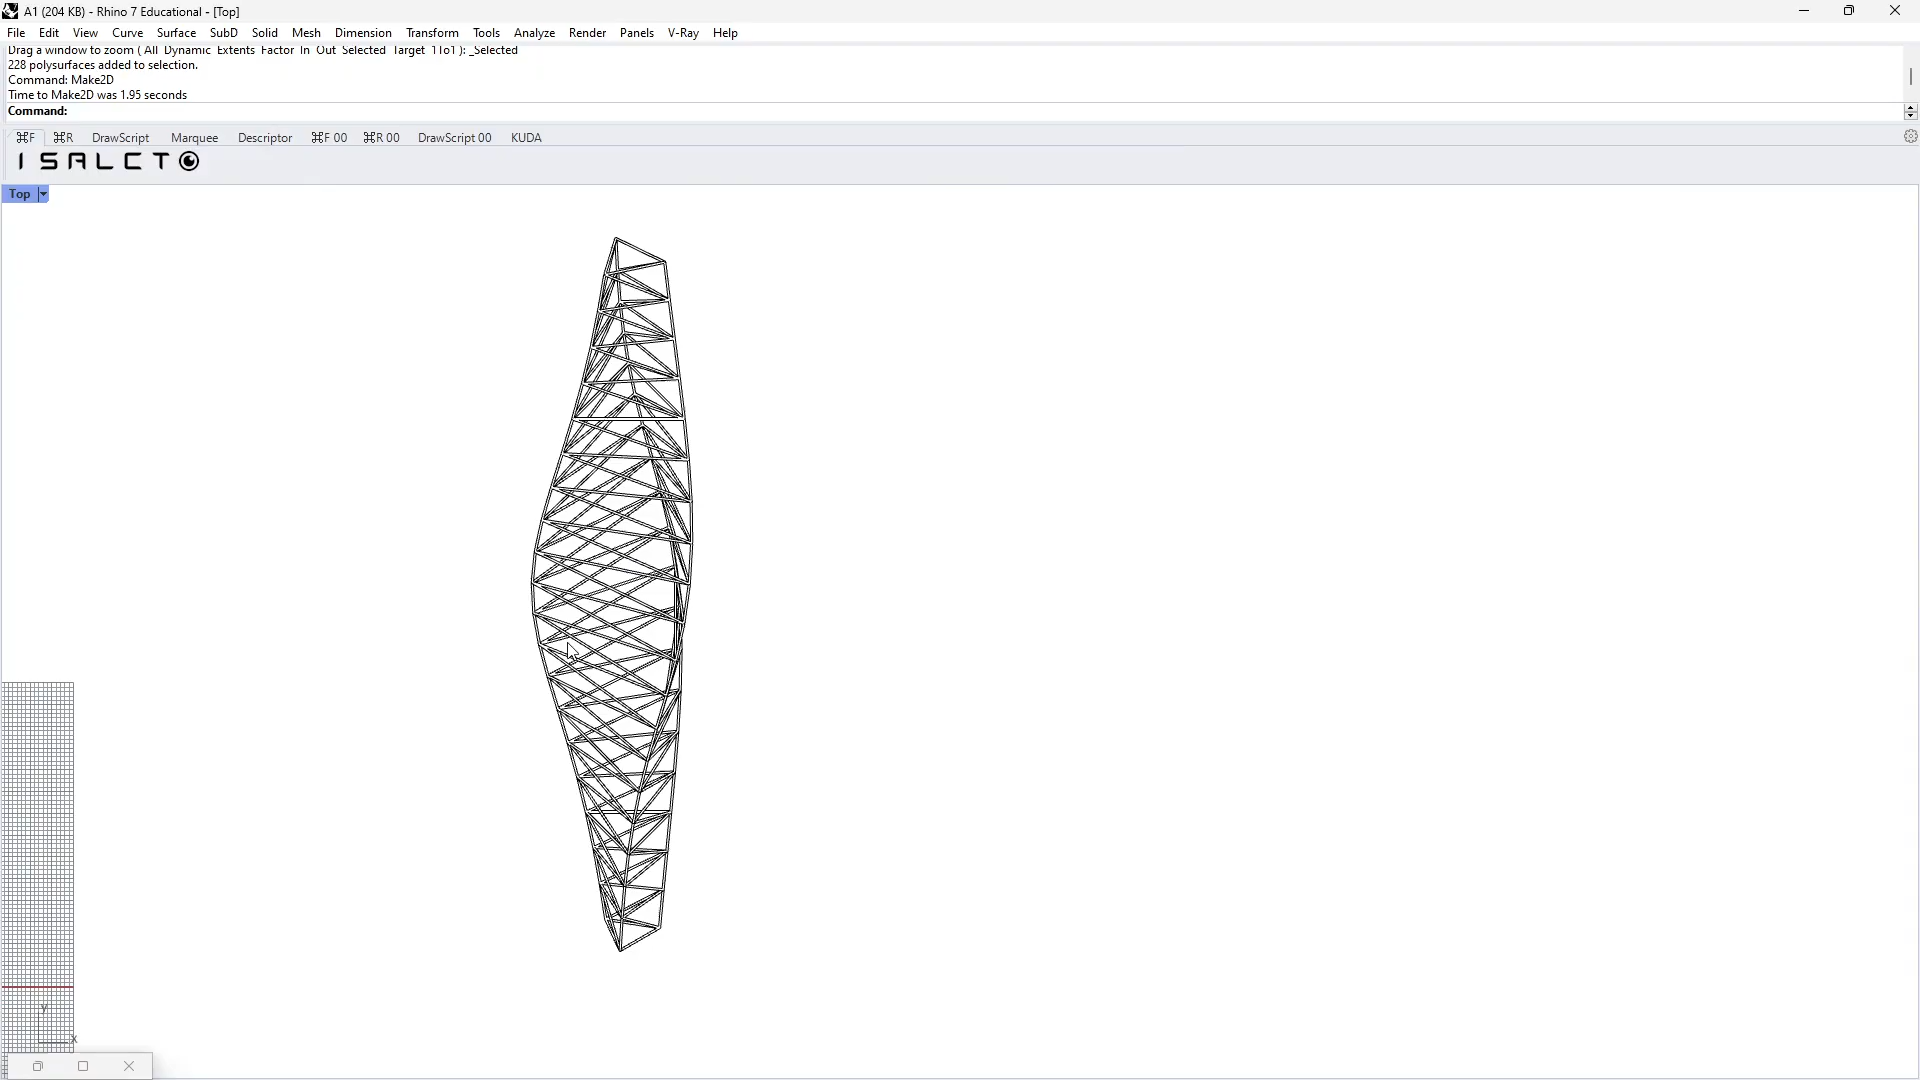 A1 (204 KB) - Rhino 7 Educational - [Top]
File Edit View Curve Surface SubD Solid Mesh Dimension Transform Tools Analyze Render Panels V-Ray Help
Drag a window to zoom ( All Dynamic Extents Factor In Out Selected Target 1To1 ): _Selected
228 polysurfaces added to selection.
Command: Make2D
Time to Make2D was 1.95 seconds
Command:
⌘F ⌘R DrawScript Marquee Descriptor ⌘F 00 ⌘R 00 DrawScript 00 KUDA
I S A L C T
Top
y
x